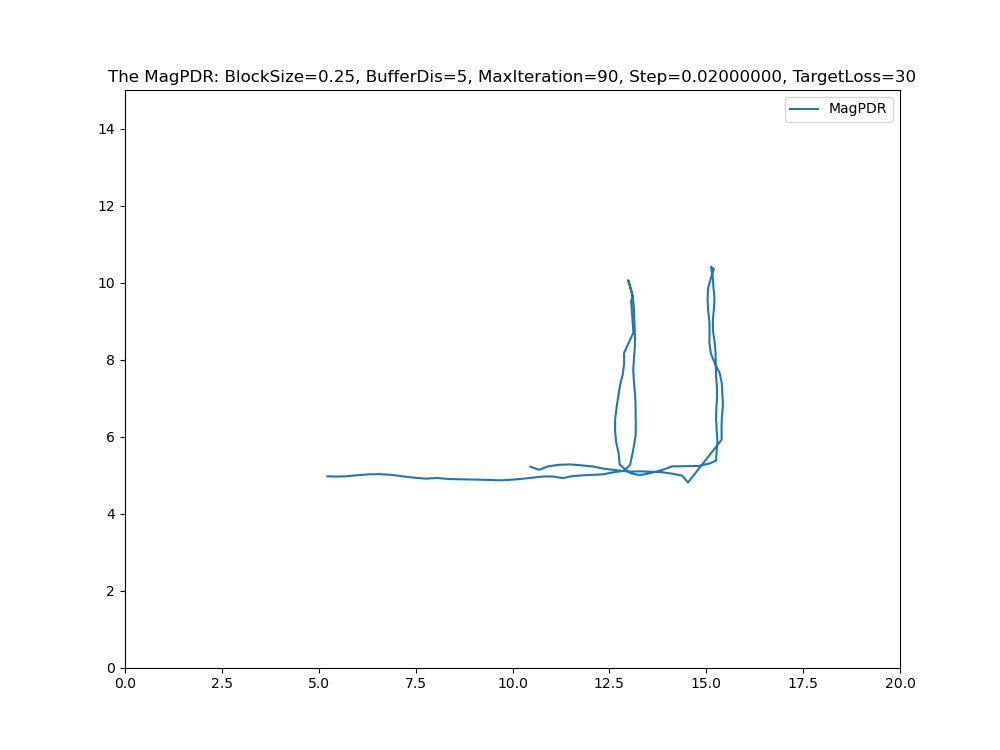 The MagPDR: BlockSize=0.25, BufferDis=5, MaxIteration=90, Step=0.02000000, TargetLoss=30
MagPDR
14
12
10
8
6
4
2
0
0.0 2.5 5.0 7.5 10.0 12.5 15.0 17.5 20.0